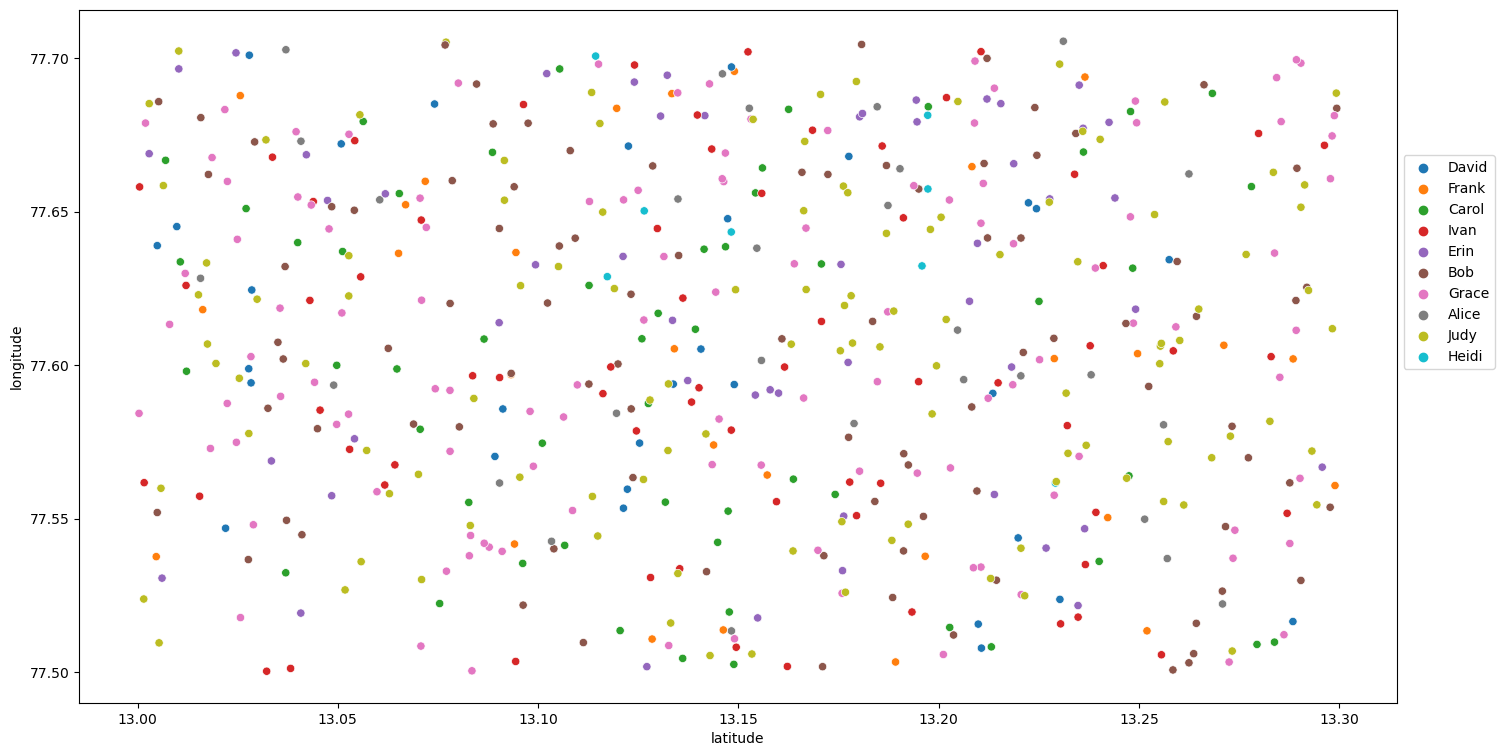 77.70
77.65
77.60
77.55
77.50
longitude
13.00 13.05 13.10 13.15 13.20 13.25 13.30
latitude
David
Frank
Carol
Ivan
Erin
Bob
Grace
Alice
Judy
Heidi